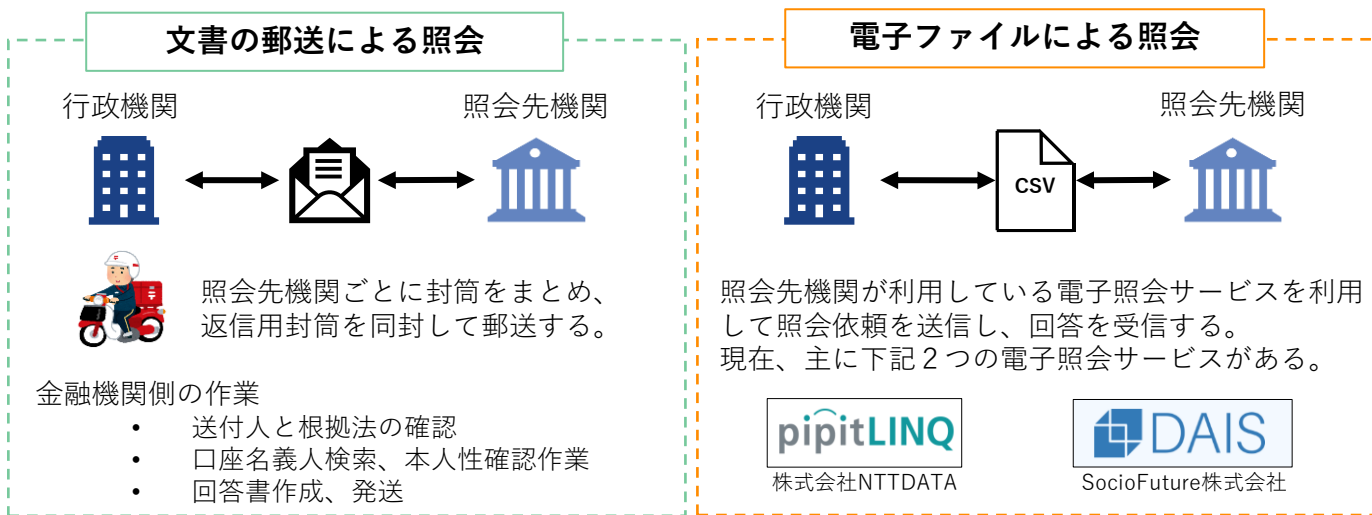 文書の郵送による照会
行政機関
照会先機関
照会先機関ごとに封筒をまとめ、
返信用封筒を同封して郵送する。
金融機関側の作業
• 送付人と根拠法の確認
• 口座名義人検索、本人性確認作業
• 回答書作成、発送
電子ファイルによる照会
行政機関
照会先機関
CSV
照会先機関が利用している電子照会サービスを利用
して照会依頼を送信し、回答を受信する。
現在、主に下記２つの電子照会サービスがある。
pipitLINQ
株式会社NTTDATA
DAIS
SocioFuture株式会社